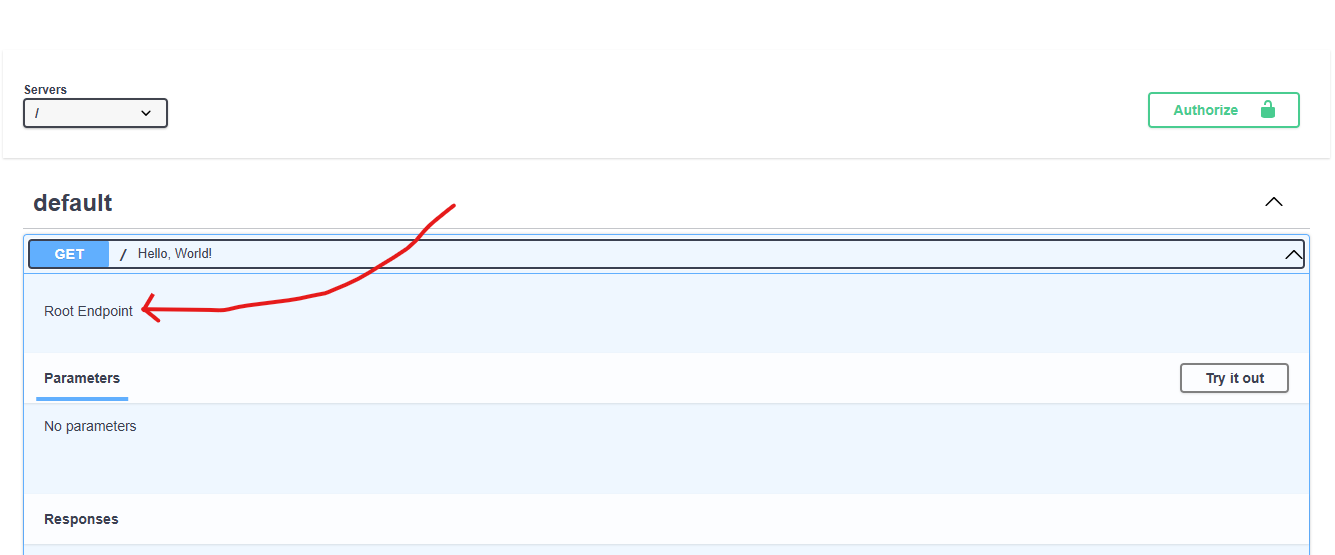 Servers
/
Authorize
default
GET / Hello, World!
Root Endpoint
Parameters
Try it out
No parameters
Responses